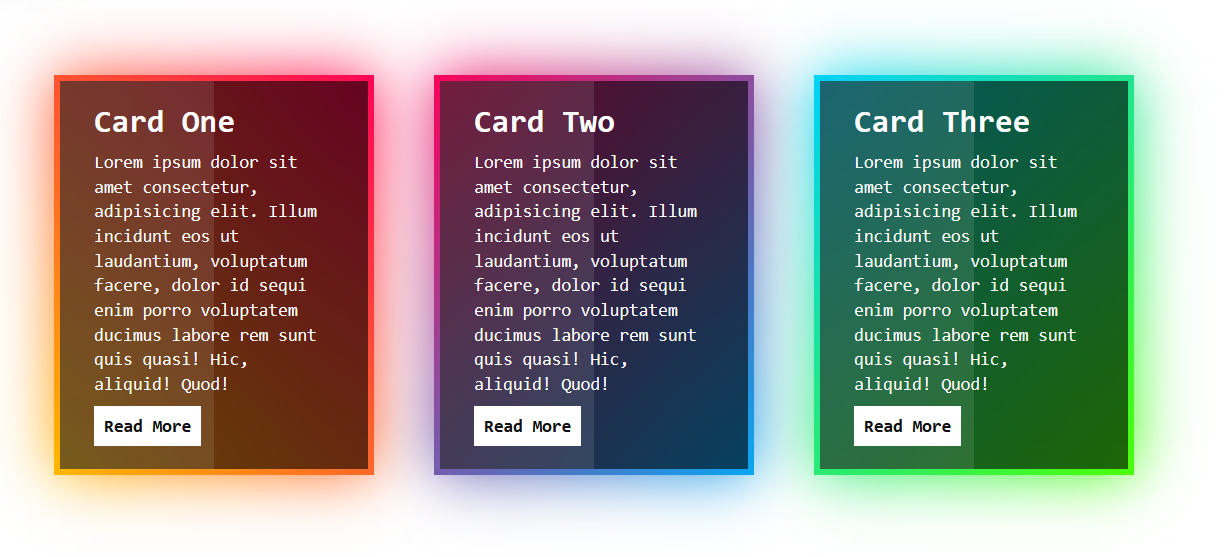 Card One
Lorem ipsum dolor sit
amet consectetur,
adipisicing elit. Illum
incidunt eos ut
laudantium, voluptatum
facere, dolor id sequi
enim porro voluptatem
ducimus labore rem sunt
quis quasi! Hic,
aliquid! Quod!
Read More
Card Two
Lorem ipsum dolor sit
amet consectetur,
adipisicing elit. Illum
incidunt eos ut
laudantium, voluptatum
facere, dolor id sequi
enim porro voluptatem
ducimus labore rem sunt
quis quasi! Hic,
aliquid! Quod!
Read More
Card Three
Lorem ipsum dolor sit
amet consectetur,
adipisicing elit. Illum
incidunt eos ut
laudantium, voluptatum
facere, dolor id sequi
enim porro voluptatem
ducimus labore rem sunt
quis quasi! Hic,
aliquid! Quod!
Read More